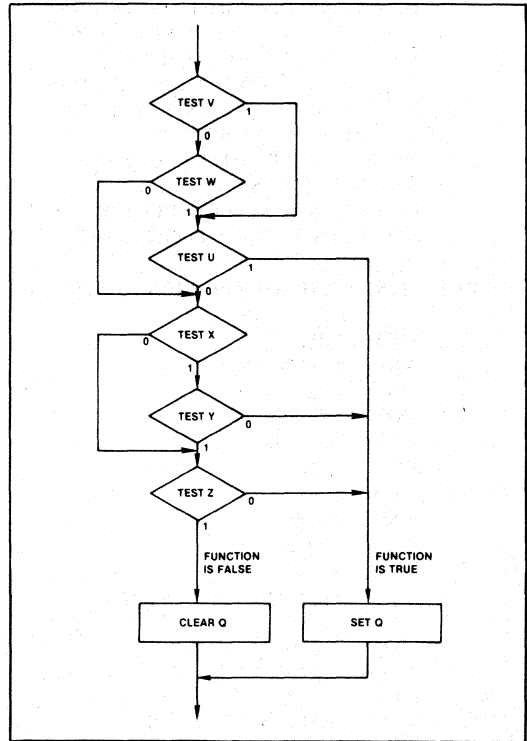 TEST V
1
0
TEST W
0
1
TEST U
1
0
TEST X
0
1
TEST Y
0
1
TEST Z
0
1
FUNCTION
IS FALSE
FUNCTION
IS TRUE
CLEAR Q
SET Q